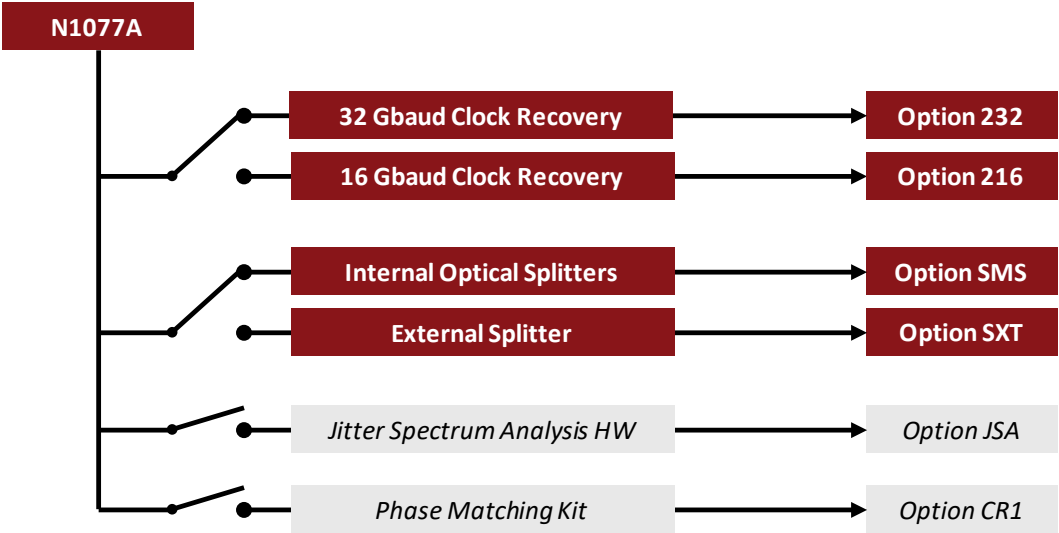 N1077A
32 Gbaud Clock Recovery
Option 232
16 Gbaud Clock Recovery
Option 216
Internal Optical Splitters
Option SMS
External Splitter
Option SXT
Jitter Spectrum Analysis HW
Option JSA
Phase Matching Kit
Option CR1